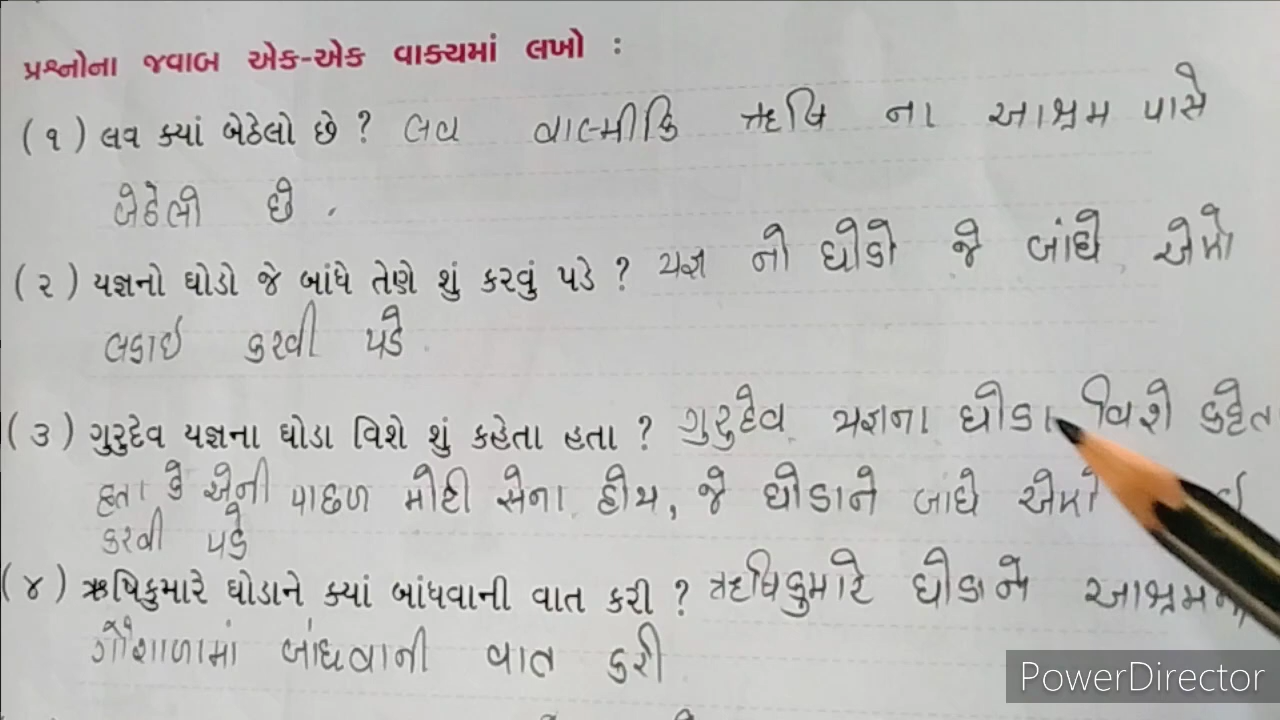 પ્રશ્નોના જવાબ એક-એક વાક્યમાં લખો :
(૧) લવ ક્યાં બેઠેલો છે ? લવ વાલ્મીકિ ઋષિ ના આશ્રમ પાસે
બેઠેલો છે .
(૨) યજ્ઞનો ઘોડો જે બાંધે તેણે શું કરવું પડે ? યજ્ઞ નો ઘોડો જે બાંધે એણે
લડાઇ કરવી પડે .
(૩) ગુરુદેવ યજ્ઞના ઘોડા વિશે શું કહેતા હતા ? ગુરુદેવ યજ્ઞના ઘોડા વિશે કહેત
હતા કે એની પાછળ મોટી સેના હોય, જે ઘોડાને બાંધે એણે
કરવી પડે
(૪) ઋષિકુમારે ઘોડાને ક્યાં બાંધવાની વાત કરી ? ઋષિકુમારે ઘોડાને આશ્રમની
ગૌશાળામાં બાંધવાની વાત કરી
PowerDirector